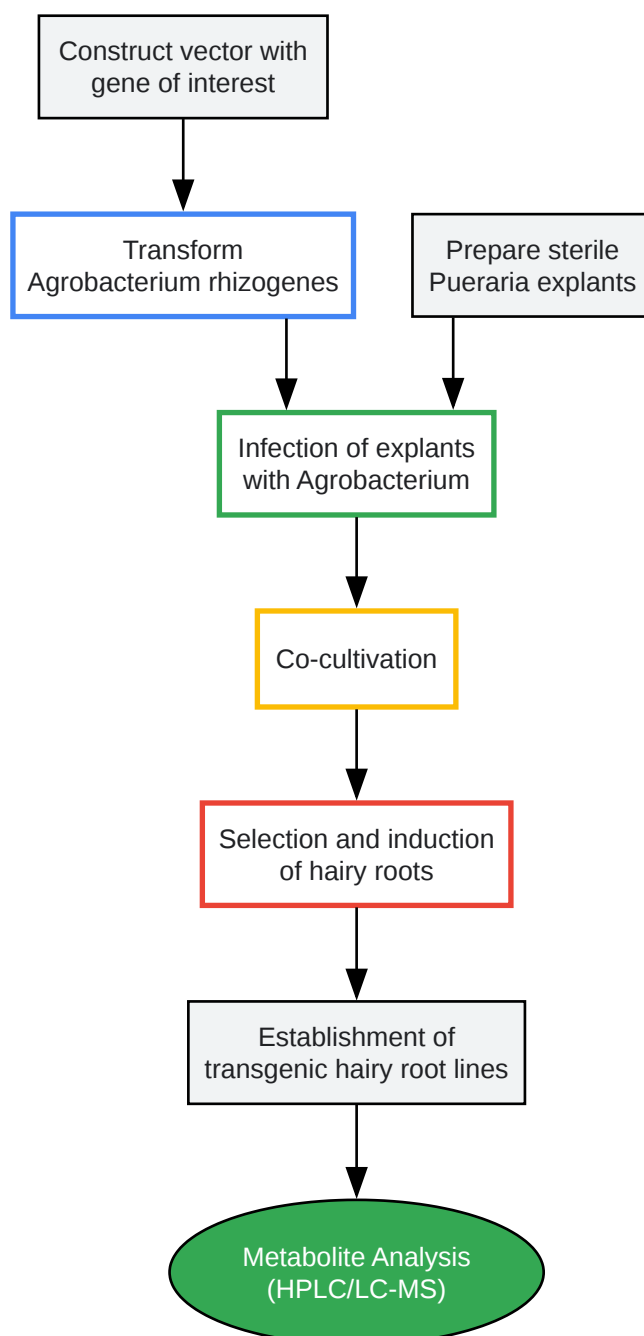 Construct vector with
gene of interest
Transform
Agrobacterium rhizogenes
Prepare sterile
Pueraria explants
Infection of explants
with Agrobacterium
Co-cultivation
Selection and induction
of hairy roots
Establishment of
transgenic hairy root lines
Metabolite Analysis
(HPLC/LC-MS)